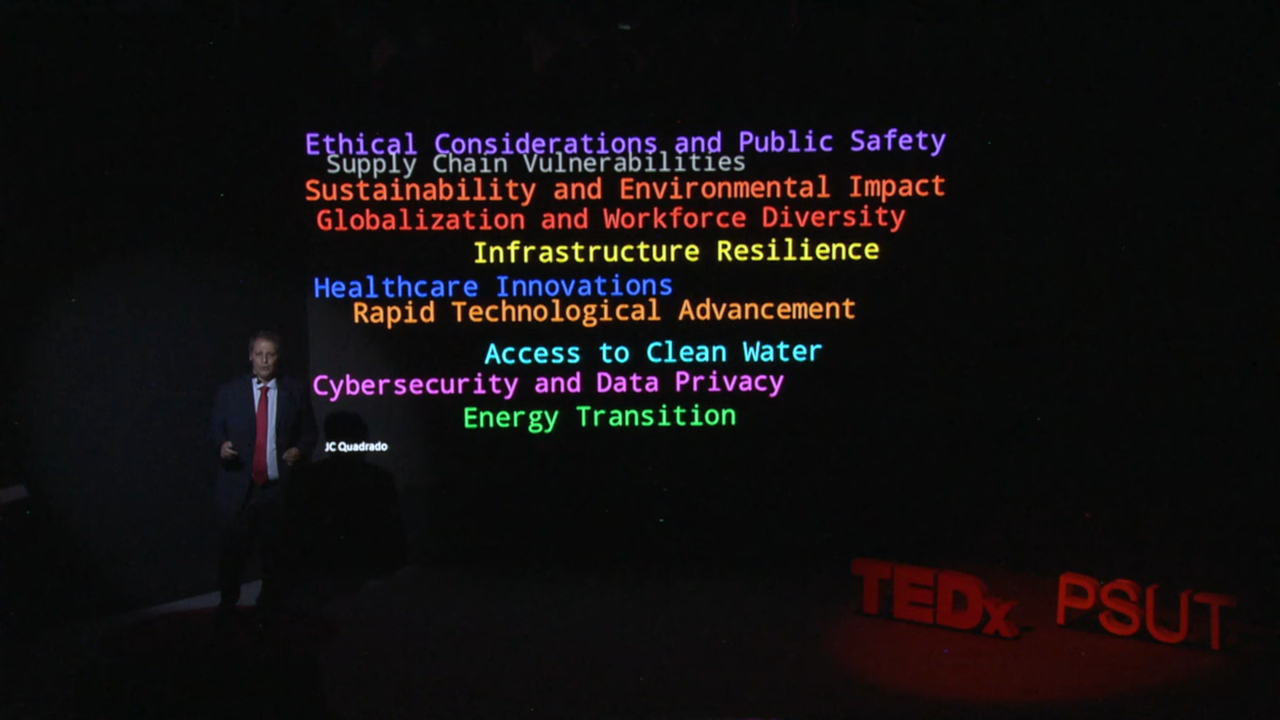 Ethical Considerations and Public Safety
Supply Chain Vulnerabilities
Sustainability and Environmental Impact
Globalization and Workforce Diversity
Infrastructure Resilience
Healthcare Innovations
Rapid Technological Advancement
Access to Clean Water
Cybersecurity and Data Privacy
Energy Transition
JC Quadrado
TEDx PSUT